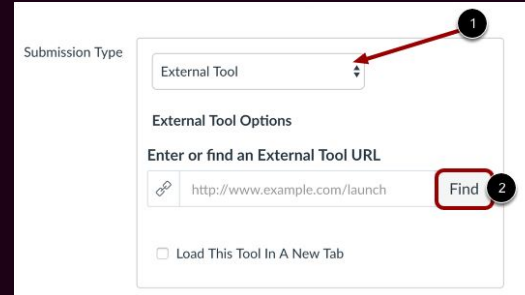 1
Submission Type
External Tool
External Tool Options
Enter or find an External Tool URL
http://www.example.com/launch
Find 2
Load This Tool In A New Tab